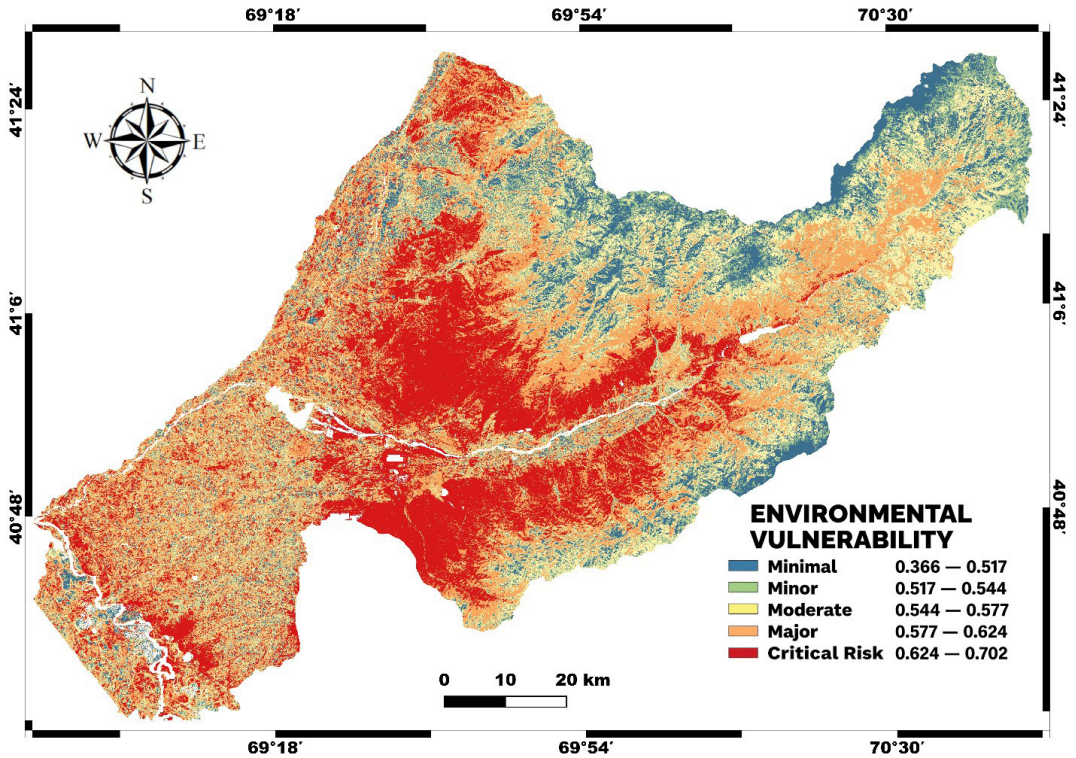 69°18′ 69°54′ 70°30′
41°24′ 41°24′
N
W E
S
41°6′ 41°6′
40°48′ 40°48′
ENVIRONMENTAL
VULNERABILITY
Minimal 0.366 — 0.517
Minor 0.517 — 0.544
Moderate 0.544 — 0.577
Major 0.577 — 0.624
Critical Risk 0.624 — 0.702
0 10 20 km
69°18′ 69°54′ 70°30′